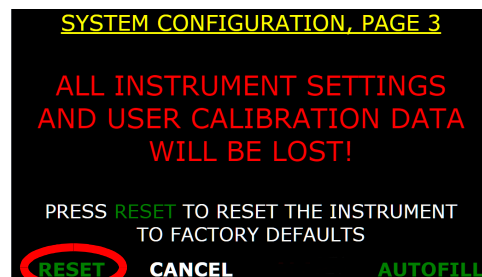 SYSTEM CONFIGURATION, PAGE 3
ALL INSTRUMENT SETTINGS
AND USER CALIBRATION DATA
WILL BE LOST!
PRESS RESET TO RESET THE INSTRUMENT
TO FACTORY DEFAULTS
RESET CANCEL AUTOFILL